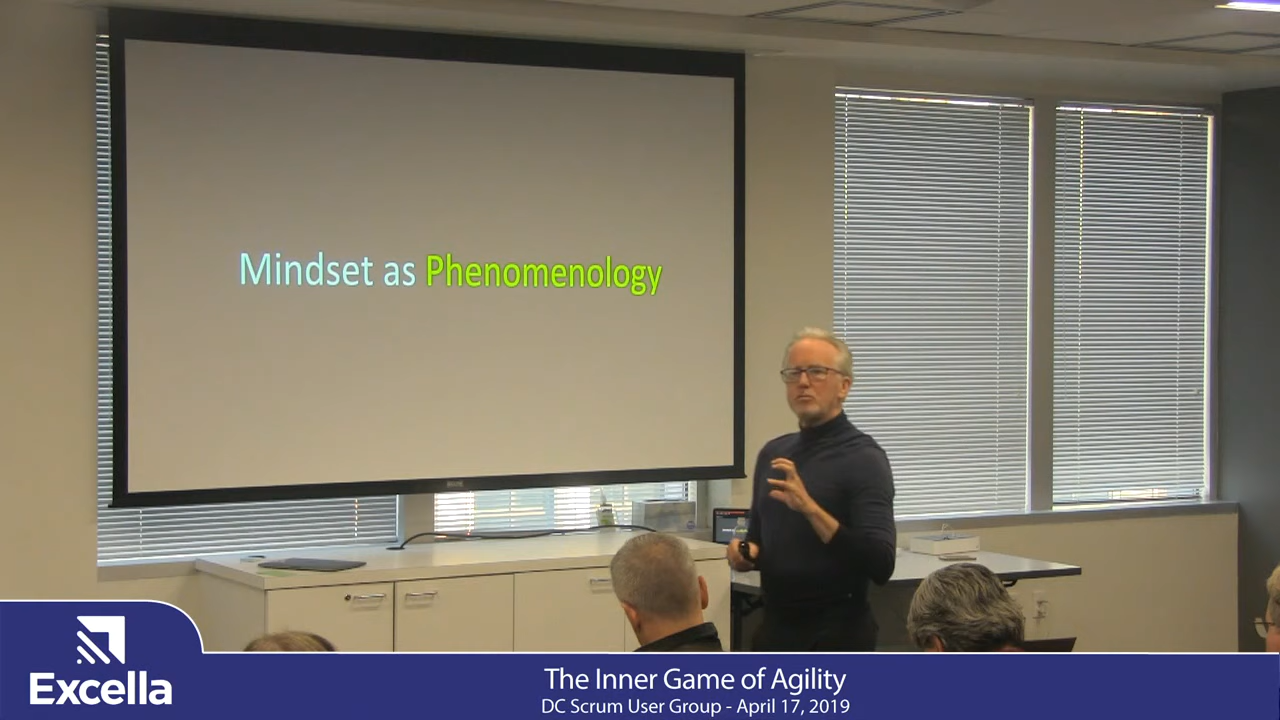 Mindset as Phenomenology
Excella
The Inner Game of Agility
DC Scrum User Group - April 17, 2019